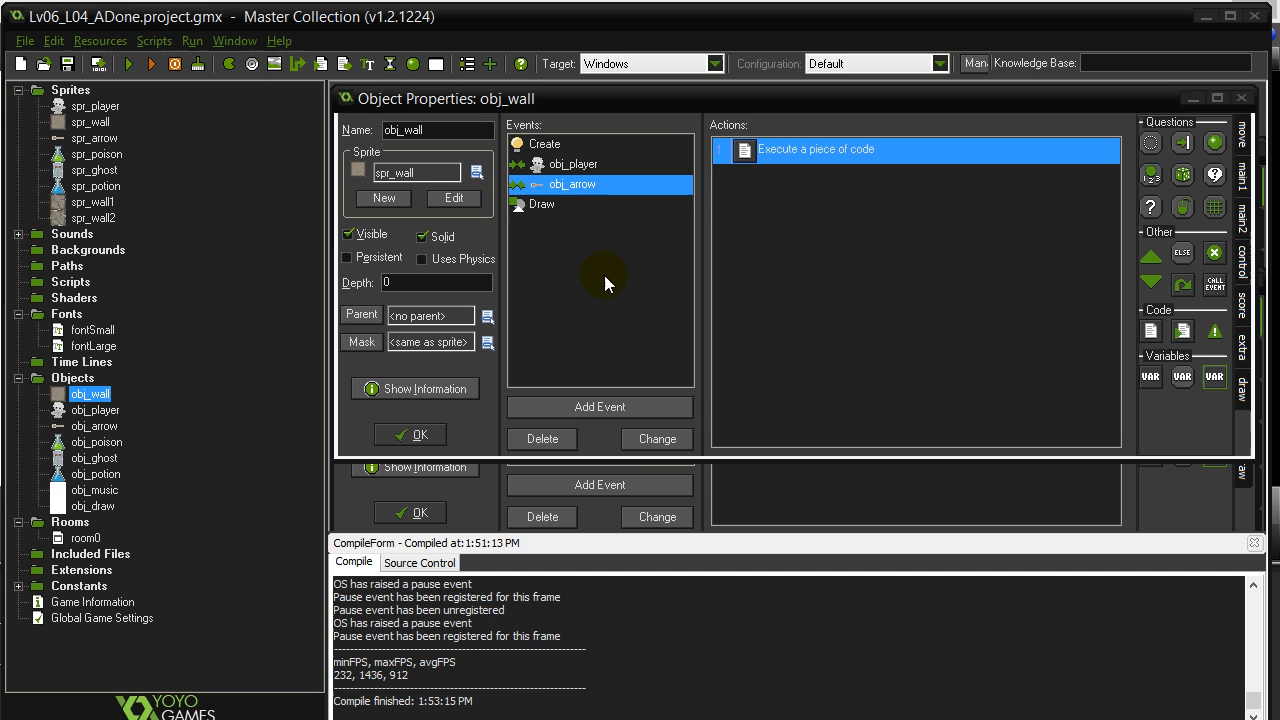 Lv06_L04_ADone.project.gmx - Master Collection (v1.2.1224)
File Edit Resources Scripts Run Window Help
Target: Windows Configuration: Default Man Knowledge Base:
Sprites
spr_player
spr_wall
spr_arrow
spr_poison
spr_ghost
spr_potion
spr_wall1
spr_wall2
Sounds
Backgrounds
Paths
Scripts
Shaders
Fonts
fontSmall
fontLarge
Time Lines
Objects
obj_wall
obj_player
obj_arrow
obj_poison
obj_ghost
obj_potion
obj_music
obj_draw
Rooms
room0
Included Files
Extensions
Constants
Game Information
Global Game Settings
YOYO
GAMES
Object Properties: obj_wall
Name: obj_wall
Sprite
spr_wall
New Edit
Visible Solid
Persistent Uses Physics
Depth: 0
Parent <no parent>
Mask <same as sprite>
Show Information
OK
Events:
Create
obj_player
obj_arrow
Draw
Add Event
Delete Change
Actions:
1 Execute a piece of code
Questions
Other
ELSE
CALL EVENT
Code
Variables
VAR VAR VAR
move
main1
main2
control
score
extra
draw
Show Information
OK
Add Event
Delete Change
aw
CompileForm - Compiled at:1:51:13 PM
Compile Source Control
OS has raised a pause event
Pause event has been registered for this frame
Pause event has been unregistered
OS has raised a pause event
Pause event has been registered for this frame
minFPS, maxFPS, avgFPS
232, 1436, 912
Compile finished: 1:53:15 PM